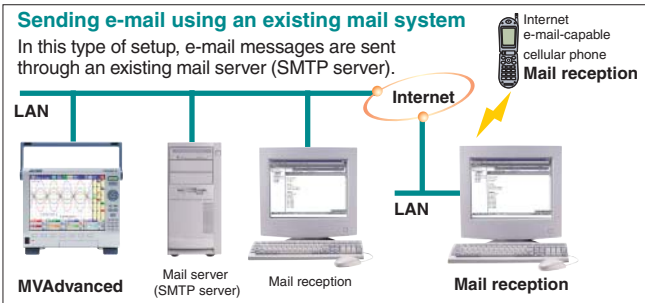 Sending e-mail using an existing mail system
In this type of setup, e-mail messages are sent
through an existing mail server (SMTP server).
Internet
e-mail-capable
cellular phone
Mail reception
LAN
Internet
LAN
MVAdvanced
Mail server
(SMTP server)
Mail reception
Mail reception